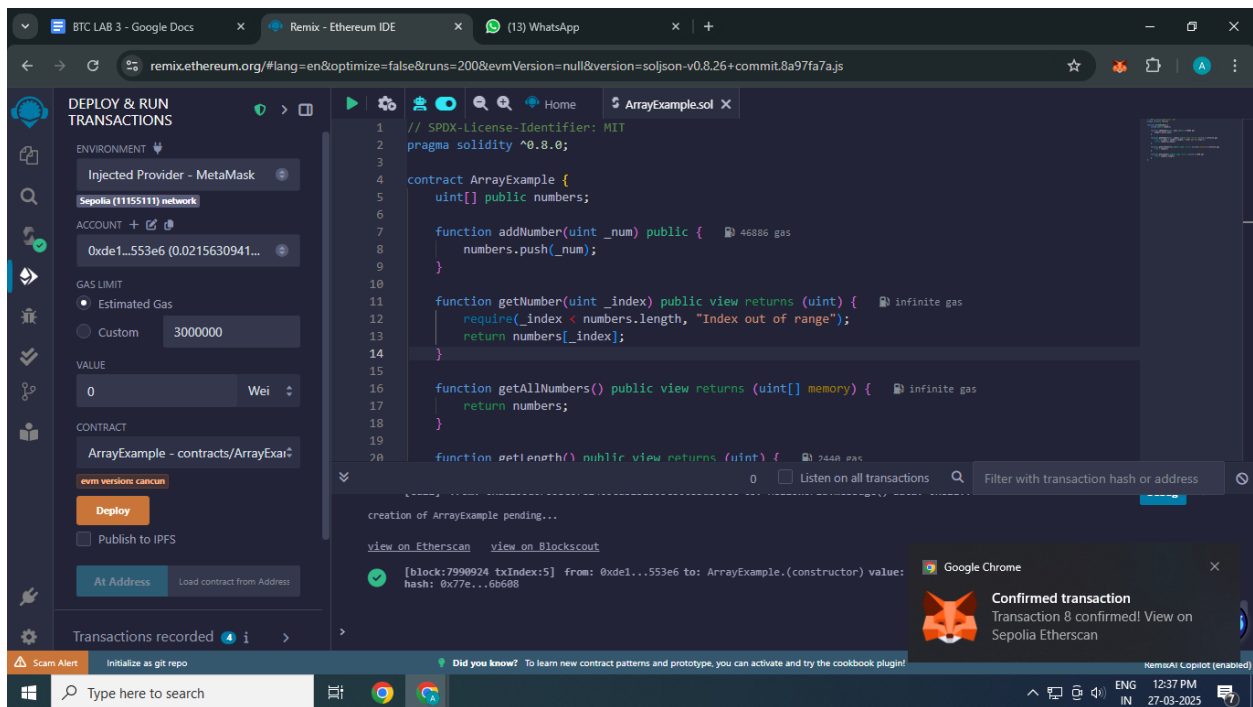 BTC LAB 3 - Google Docs
Remix - Ethereum IDE
(13) WhatsApp
remix.ethereum.org/#lang=en&optimize=false&runs=200&evmVersion=null&version=soljson-v0.8.26+commit.8a97fa7a.js
A
DEPLOY & RUN
TRANSACTIONS
ENVIRONMENT
Injected Provider - MetaMask
Sepolia (11155111) network
ACCOUNT
0xde1...553e6 (0.0215630941...
GAS LIMIT
Estimated Gas
Custom 3000000
VALUE
0 Wei
CONTRACT
ArrayExample - contracts/ArrayExar
evm version: cancun
Deploy
Publish to IPFS
At Address Load contract from Address
Transactions recorded 4 i
Home ArrayExample.sol
1 // SPDX-License-Identifier: MIT
2 pragma solidity ^0.8.0;
3
4 contract ArrayExample {
5 uint[] public numbers;
6
7 function addNumber(uint _num) public { 46886 gas
8 numbers.push(_num);
9 }
10
11 function getNumber(uint _index) public view returns (uint) { infinite gas
12 require(_index < numbers.length, "Index out of range");
13 return numbers[_index];
14 }
15
16 function getAllNumbers() public view returns (uint[] memory) { infinite gas
17 return numbers;
18 }
19
20 function getLength() public view returns (uint) { 2440 gas
0 Listen on all transactions Filter with transaction hash or address
Debug
creation of ArrayExample pending...
view on Etherscan view on Blockscout
[block:7990924 txIndex:5] from: 0xde1...553e6 to: ArrayExample.(constructor) value:
hash: 0x77e...6b608
>
Google Chrome
Confirmed transaction
Transaction 8 confirmed! View on
Sepolia Etherscan
Scam Alert Initialize as git repo Did you know? To learn new contract patterns and prototype, you can activate and try the cookbook plugin! RemixAI Copilot (enabled)
Type here to search
ENG
IN
12:37 PM
27-03-2025
7